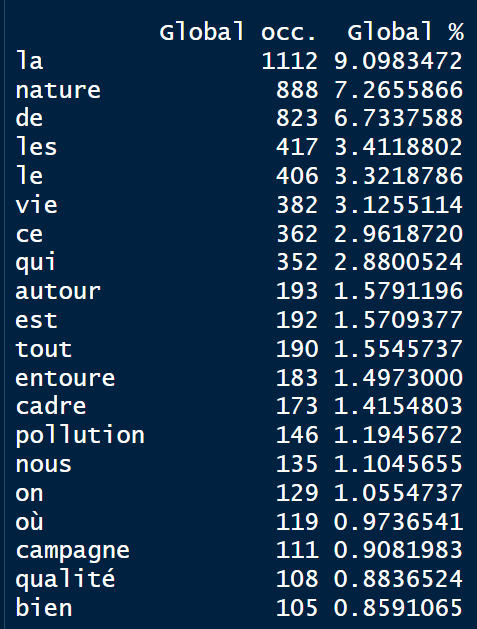 Global occ. Global %
la 1112 9.0983472
nature 888 7.2655866
de 823 6.7337588
les 417 3.4118802
le 406 3.3218786
vie 382 3.1255114
ce 362 2.9618720
qui 352 2.8800524
autour 193 1.5791196
est 192 1.5709377
tout 190 1.5545737
entoure 183 1.4973000
cadre 173 1.4154803
pollution 146 1.1945672
nous 135 1.1045655
on 129 1.0554737
où 119 0.9736541
campagne 111 0.9081983
qualité 108 0.8836524
bien 105 0.8591065